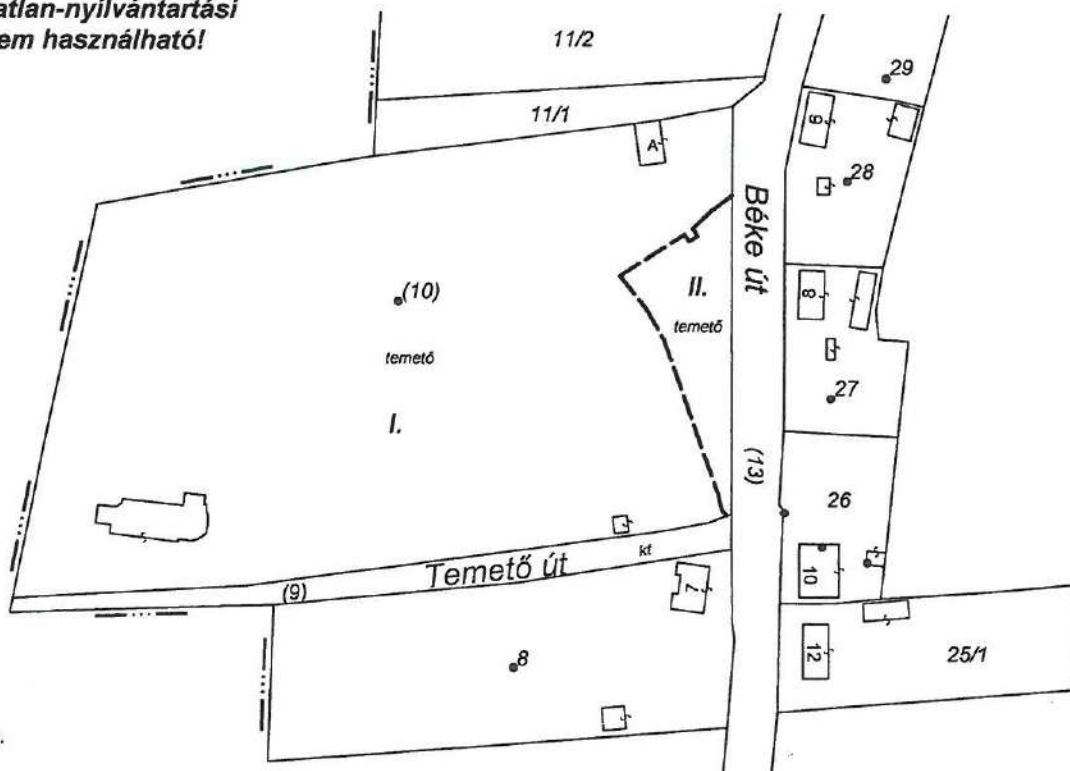 atlan-nyilvántartási
em használható!
11/2
29
11/1
A
9
28
Béke út
(10)
II.
8
temető
temető
27
I.
(13)
26
kt
Temető út
10
(9)
7
12
25/1
8